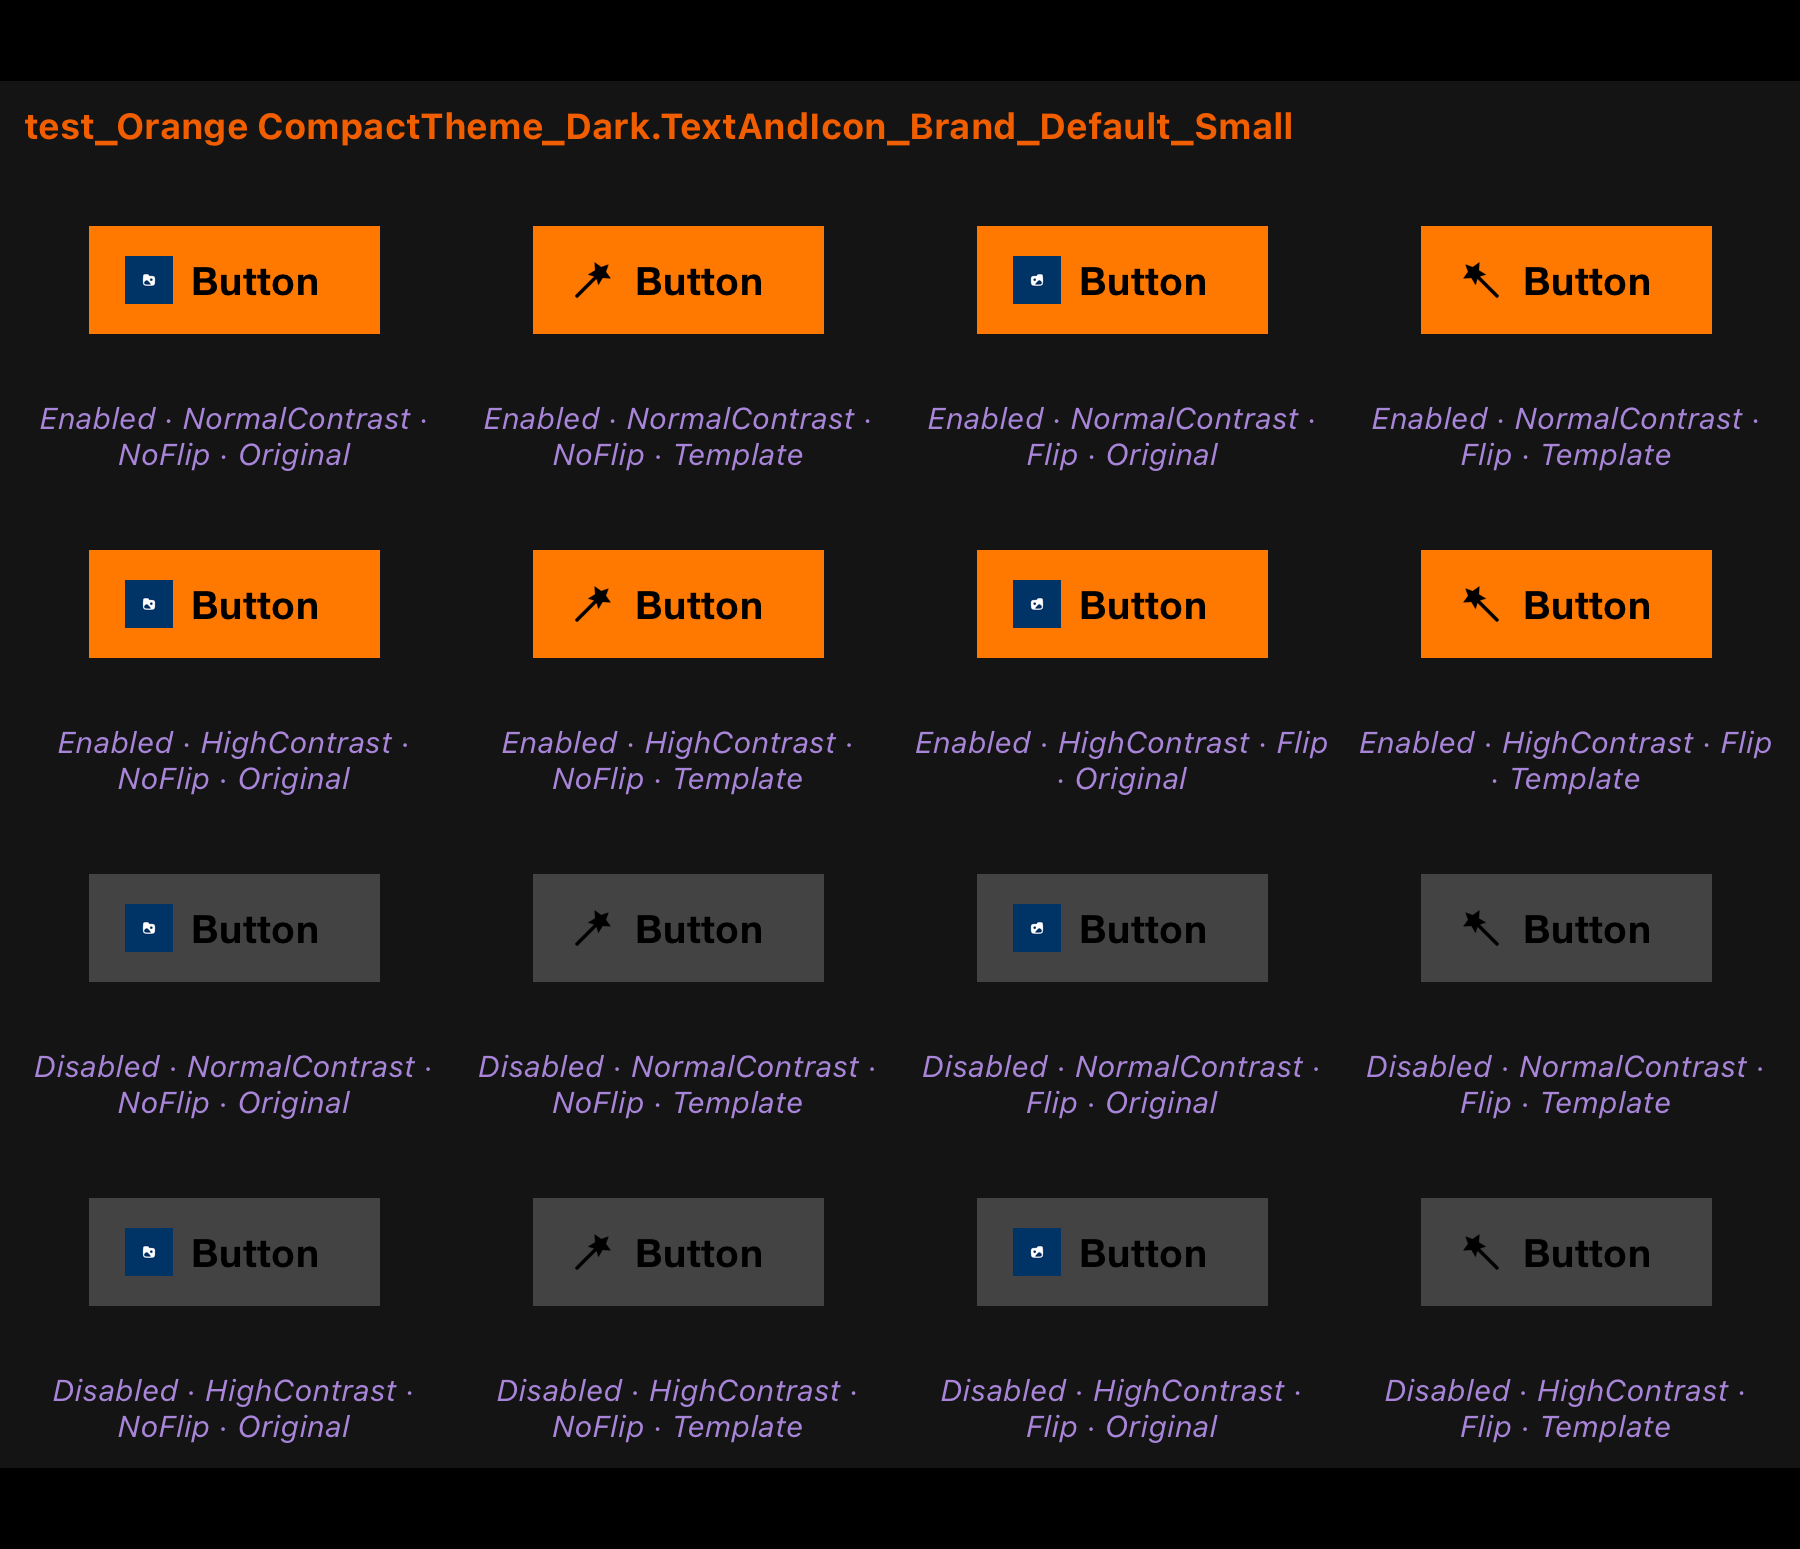 test_Orange CompactTheme_Dark.TextAndIcon_Brand_Default_Small
Button Button Button Button
Enabled · NormalContrast · Enabled · NormalContrast · Enabled · NormalContrast · Enabled · NormalContrast ·
NoFlip · Original NoFlip · Template Flip · Original Flip · Template
Button Button Button Button
Enabled · HighContrast · Enabled · HighContrast · Enabled · HighContrast · Flip Enabled · HighContrast · Flip
NoFlip · Original NoFlip · Template · Original · Template
Button Button Button Button
Disabled · NormalContrast · Disabled · NormalContrast · Disabled · NormalContrast · Disabled · NormalContrast ·
NoFlip · Original NoFlip · Template Flip · Original Flip · Template
Button Button Button Button
Disabled · HighContrast · Disabled · HighContrast · Disabled · HighContrast · Disabled · HighContrast ·
NoFlip · Original NoFlip · Template Flip · Original Flip · Template